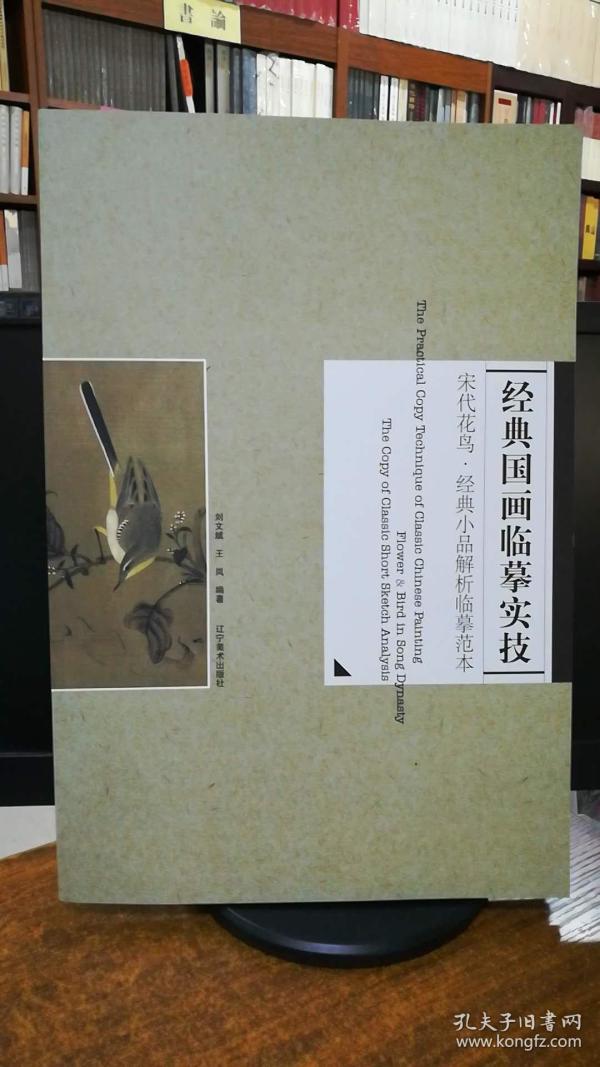 書論
经典国画临摹实技
宋代花鸟·经典小品解析临摹范本
The Practical Copy Technique of Classic Chinese Painting
Flower & Bird in Song Dynasty
The Copy of Classic Short Sketch Analysis
刘文斌 王凤 编著 辽宁美术出版社
孔夫子旧书网
www.kongfz.com